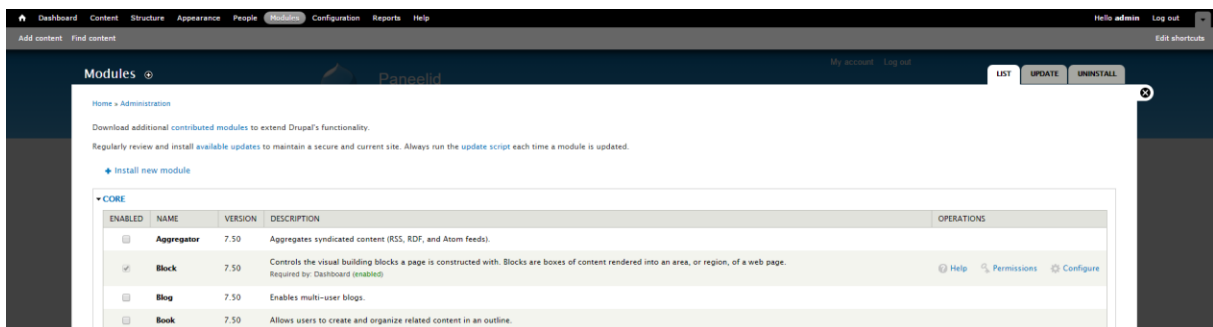 Dashboard Content Structure Appearance People Modules Configuration Reports Help Hello admin Log out
Add content Find content Edit shortcuts
My account Log out
Modules Paneelid LIST UPDATE UNINSTALL
Home » Administration
Download additional contributed modules to extend Drupal's functionality.
Regularly review and install available updates to maintain a secure and current site. Always run the update script each time a module is updated.
Install new module
CORE
ENABLED NAME VERSION DESCRIPTION OPERATIONS
Aggregator 7.50 Aggregates syndicated content (RSS, RDF, and Atom feeds).
Controls the visual building blocks a page is constructed with. Blocks are boxes of content rendered into an area, or region, of a web page.
Block 7.50 Help Permissions Configure
Required by: Dashboard (enabled)
Blog 7.50 Enables multi-user blogs.
Book 7.50 Allows users to create and organize related content in an outline.